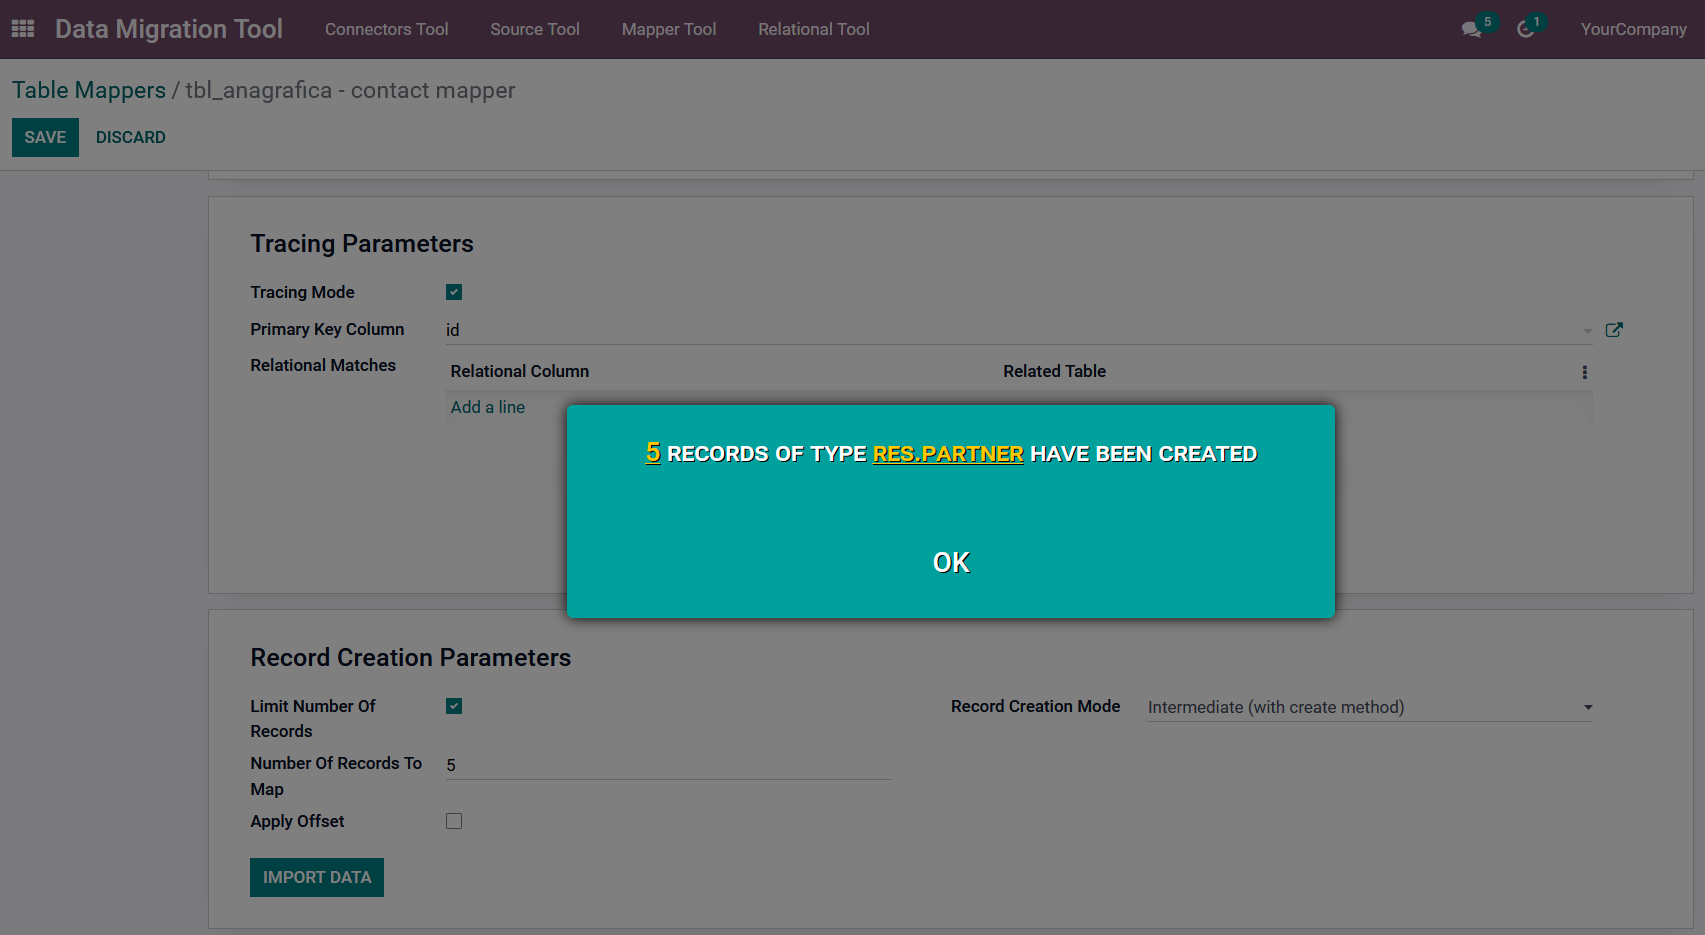 Data Migration Tool Connectors Tool Source Tool Mapper Tool Relational Tool 5 1 YourCompany
Table Mappers / tbl_anagrafica - contact mapper
SAVE DISCARD
Tracing Parameters
Tracing Mode
Primary Key Column id
Relational Matches
Relational Column Related Table
Add a line
5 RECORDS OF TYPE RES.PARTNER HAVE BEEN CREATED
OK
Record Creation Parameters
Limit Number Of
Records
Record Creation Mode Intermediate (with create method)
Number Of Records To
Map
5
Apply Offset
IMPORT DATA